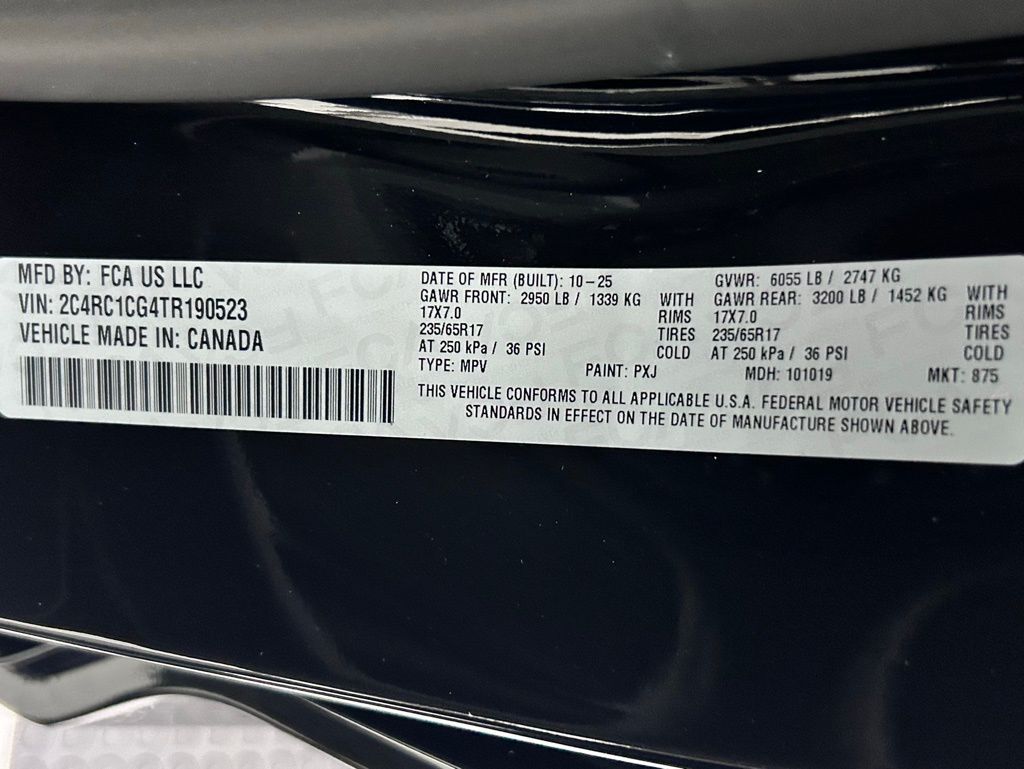 MFD BY: FCA US LLC
VIN: 2C4RC1CG4TR190523
VEHICLE MADE IN: CANADA
DATE OF MFR (BUILT): 10-25 GVWR: 6055 LB / 2747 KG
GAWR FRONT: 2950 LB / 1339 KG WITH GAWR REAR: 3200 LB / 1452 KG WITH
17X7.0 RIMS 17X7.0 RIMS
235/65R17 TIRES 235/65R17 TIRES
AT 250 kPa / 36 PSI COLD AT 250 kPa / 36 PSI COLD
TYPE: MPV PAINT: PXJ MDH: 101019 MKT: 875
THIS VEHICLE CONFORMS TO ALL APPLICABLE U.S.A. FEDERAL MOTOR VEHICLE SAFETY
STANDARDS IN EFFECT ON THE DATE OF MANUFACTURE SHOWN ABOVE.